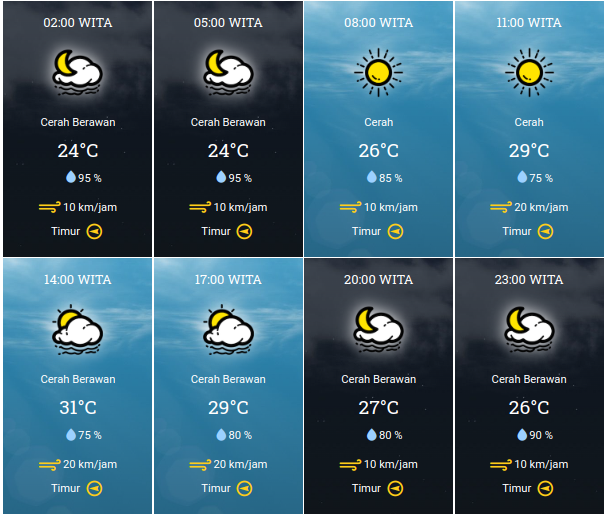 02:00 WITA
Cerah Berawan
24°C
95 %
10 km/jam
Timur
05:00 WITA
Cerah Berawan
24°C
95 %
10 km/jam
Timur
08:00 WITA
Cerah
26°C
85 %
10 km/jam
Timur
11:00 WITA
Cerah
29°C
75 %
20 km/jam
Timur
14:00 WITA
Cerah Berawan
31°C
75 %
20 km/jam
Timur
17:00 WITA
Cerah Berawan
29°C
80 %
20 km/jam
Timur
20:00 WITA
Cerah Berawan
27°C
80 %
10 km/jam
Timur
23:00 WITA
Cerah Berawan
26°C
90 %
10 km/jam
Timur